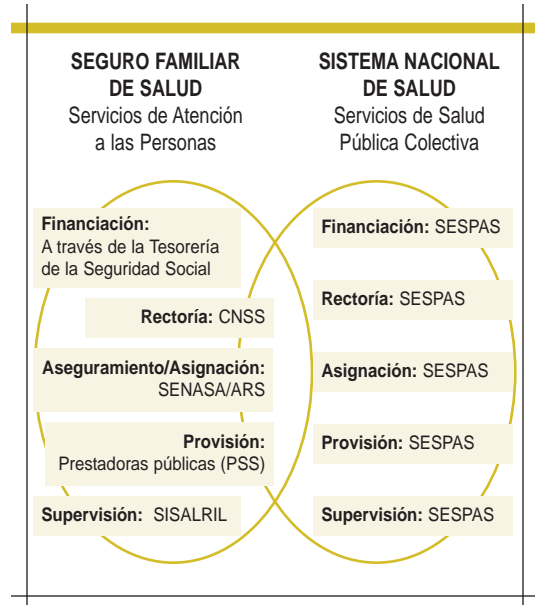 SEGURO FAMILIAR
DE SALUD
Servicios de Atención
a las Personas
SISTEMA NACIONAL
DE SALUD
Servicios de Salud
Pública Colectiva
Financiación:
A través de la Tesorería
de la Seguridad Social
Rectoría: CNSS
Aseguramiento/Asignación:
SENASA/ARS
Provisión:
Prestadoras públicas (PSS)
Supervisión: SISALRIL
Financiación: SESPAS
Rectoría: SESPAS
Asignación: SESPAS
Provisión: SESPAS
Supervisión: SESPAS